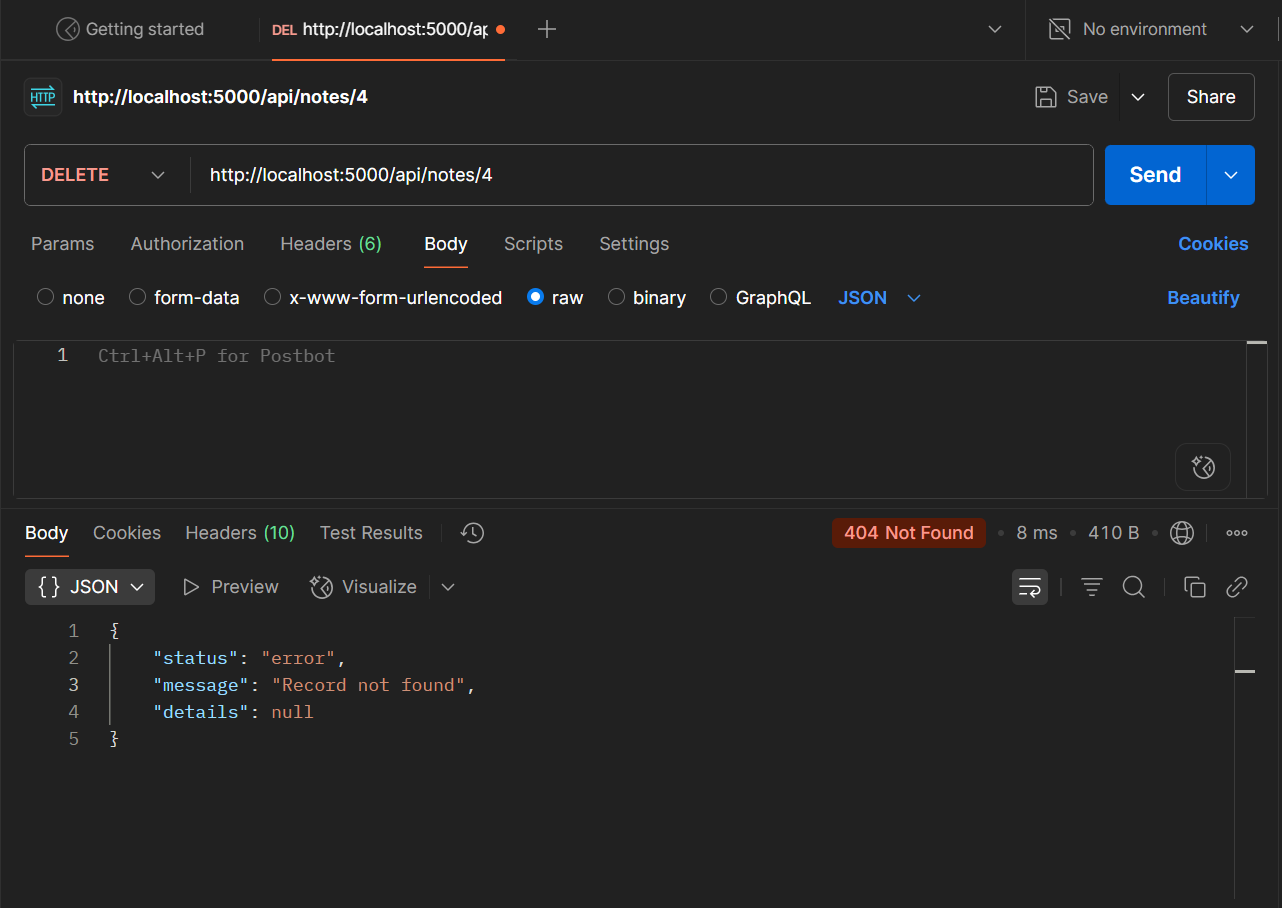 Getting started DEL http://localhost:5000/ap No environment
HTTP http://localhost:5000/api/notes/4 Save Share
DELETE http://localhost:5000/api/notes/4 Send
Params Authorization Headers (6) Body Scripts Settings Cookies
none form-data x-www-form-urlencoded raw binary GraphQL JSON Beautify
1 Ctrl+Alt+P for Postbot
Body Cookies Headers (10) Test Results 404 Not Found • 8 ms • 410 B •
{} JSON Preview Visualize
1 {
2 "status": "error",
3 "message": "Record not found",
4 "details": null
5 }